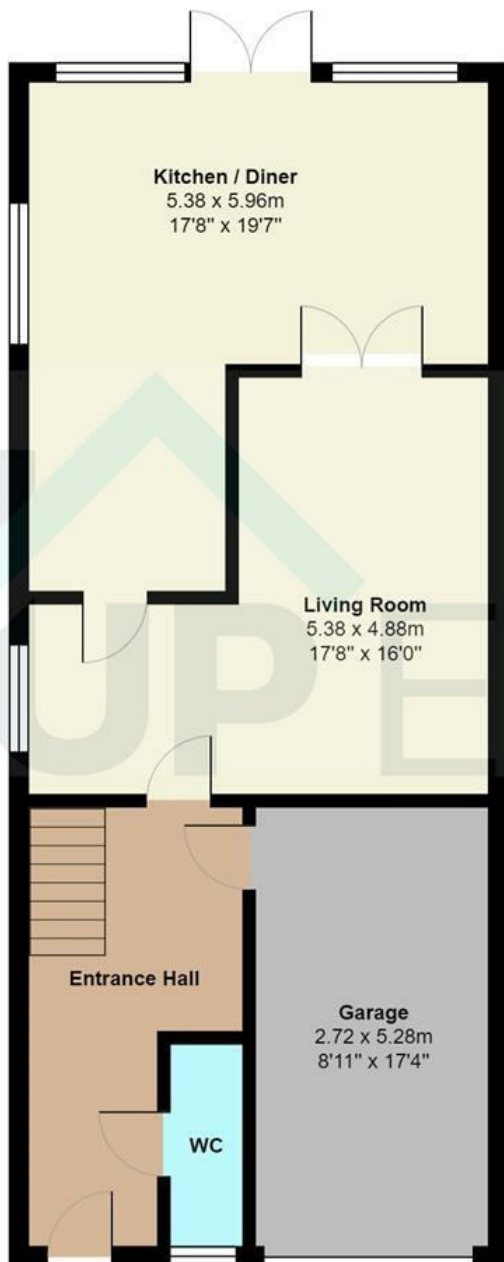 Kitchen / Diner
5.38 x 5.96m
17'8" x 19'7"
Living Room
5.38 x 4.88m
17'8" x 16'0"
Entrance Hall
Garage
2.72 x 5.28m
8'11" x 17'4"
WC